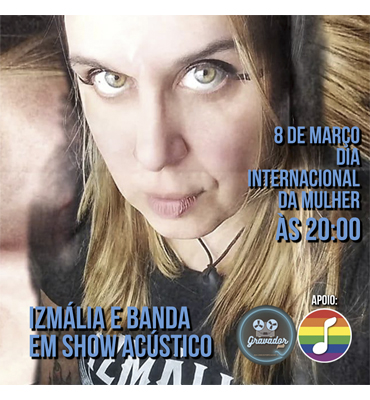 8 DE MARÇO
DIA
INTERNACIONAL
DA MULHER
ÀS 20:00
IZMÁLIA E BANDA
EM SHOW ACÚSTICO
APOIO:
Gravador